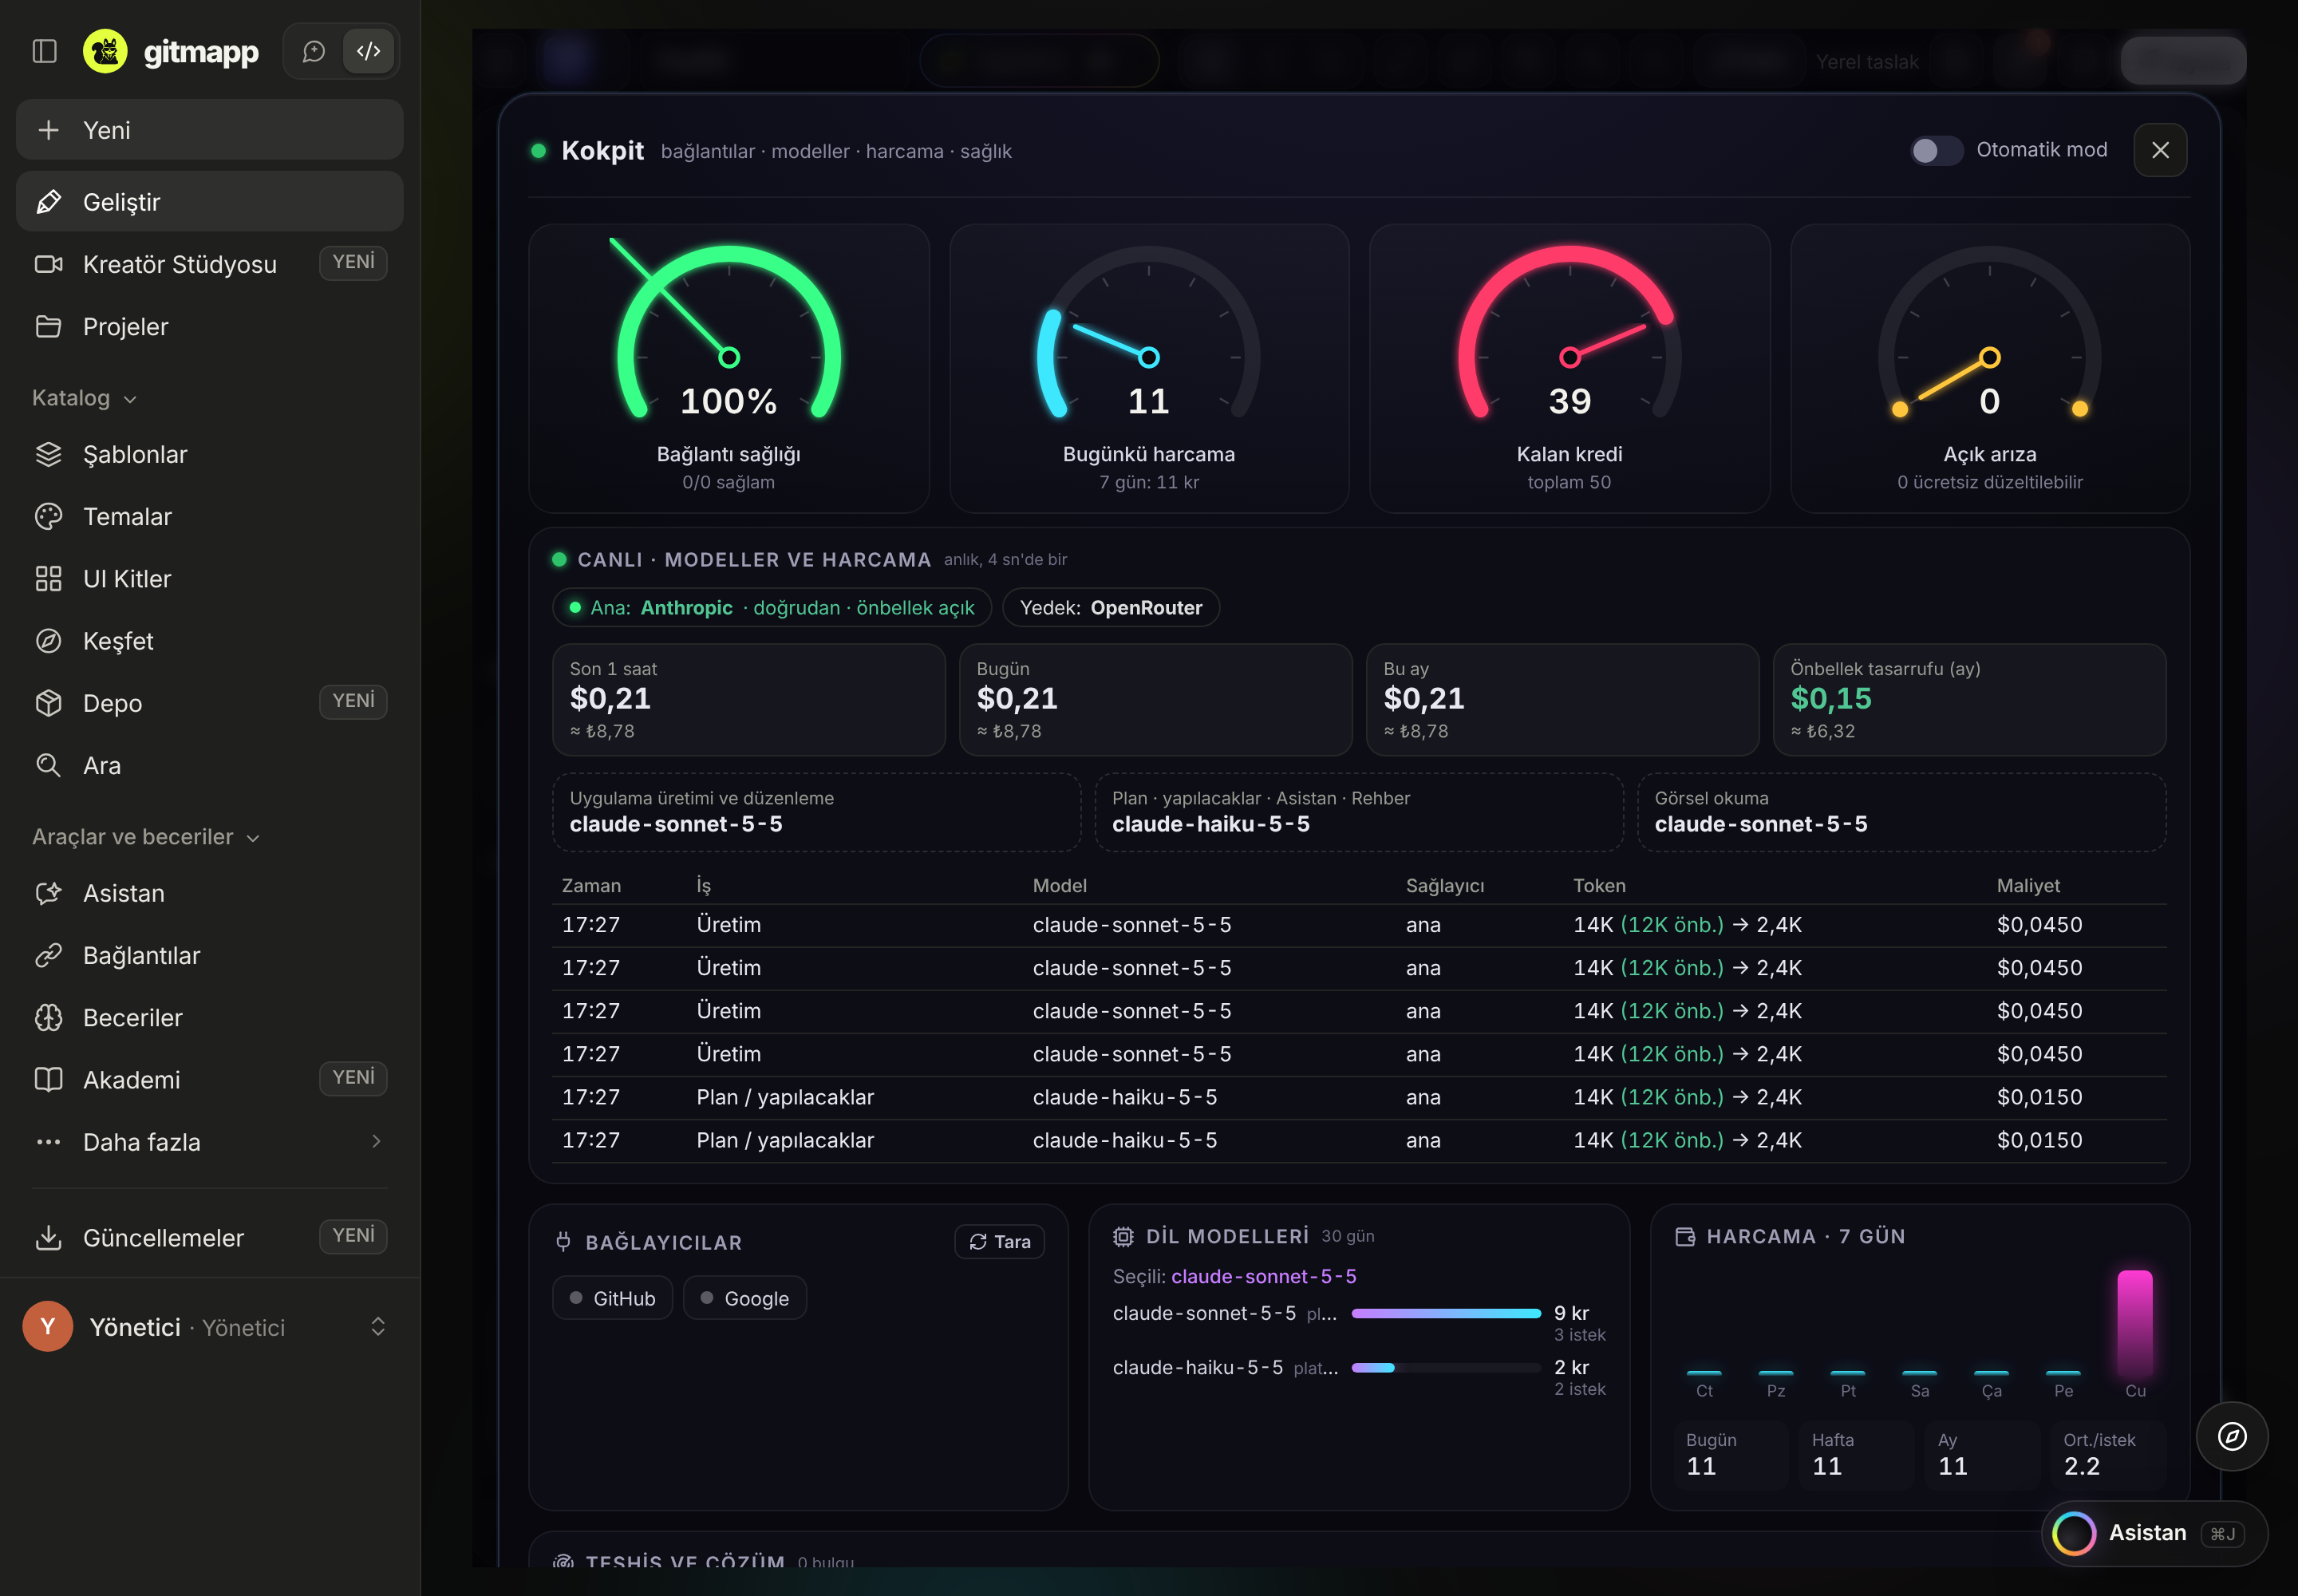 gitmapp
Yeni
Geliştir
Kreatör Stüdyosu YENİ
Projeler
Katalog
Şablonlar
Temalar
UI Kitler
Keşfet
Depo YENİ
Ara
Araçlar ve beceriler
Asistan
Bağlantılar
Beceriler
Akademi YENİ
Daha fazla
Güncellemeler YENİ
Y Yönetici · Yönetici
Yerel taslak
Kokpit bağlantılar · modeller · harcama · sağlık Otomatik mod
100%
Bağlantı sağlığı
0/0 sağlam
11
Bugünkü harcama
7 gün: 11 kr
39
Kalan kredi
toplam 50
0
Açık arıza
0 ücretsiz düzeltilebilir
CANLI · MODELLER VE HARCAMA anlık, 4 sn'de bir
Ana: Anthropic · doğrudan · önbellek açık Yedek: OpenRouter
Son 1 saat
$0,21
≈ ₺8,78
Bugün
$0,21
≈ ₺8,78
Bu ay
$0,21
≈ ₺8,78
Önbellek tasarrufu (ay)
$0,15
≈ ₺6,32
Uygulama üretimi ve düzenleme
claude-sonnet-5-5
Plan · yapılacaklar · Asistan · Rehber
claude-haiku-5-5
Görsel okuma
claude-sonnet-5-5
Zaman İş Model Sağlayıcı Token Maliyet
17:27 Üretim claude-sonnet-5-5 ana 14K (12K önb.) → 2,4K $0,0450
17:27 Üretim claude-sonnet-5-5 ana 14K (12K önb.) → 2,4K $0,0450
17:27 Üretim claude-sonnet-5-5 ana 14K (12K önb.) → 2,4K $0,0450
17:27 Üretim claude-sonnet-5-5 ana 14K (12K önb.) → 2,4K $0,0450
17:27 Plan / yapılacaklar claude-haiku-5-5 ana 14K (12K önb.) → 2,4K $0,0150
17:27 Plan / yapılacaklar claude-haiku-5-5 ana 14K (12K önb.) → 2,4K $0,0150
BAĞLAYICILAR Tara
GitHub Google
DİL MODELLERİ 30 gün
Seçili: claude-sonnet-5-5
claude-sonnet-5-5 pl... 9 kr
3 istek
claude-haiku-5-5 plat... 2 kr
2 istek
HARCAMA · 7 GÜN
Ct Pz Pt Sa Ça Pe Cu
Bugün Hafta Ay Ort./istek
11 11 11 2.2
TEŞHİS VE ÇÖZÜM 0 bulgu
Asistan ⌘J